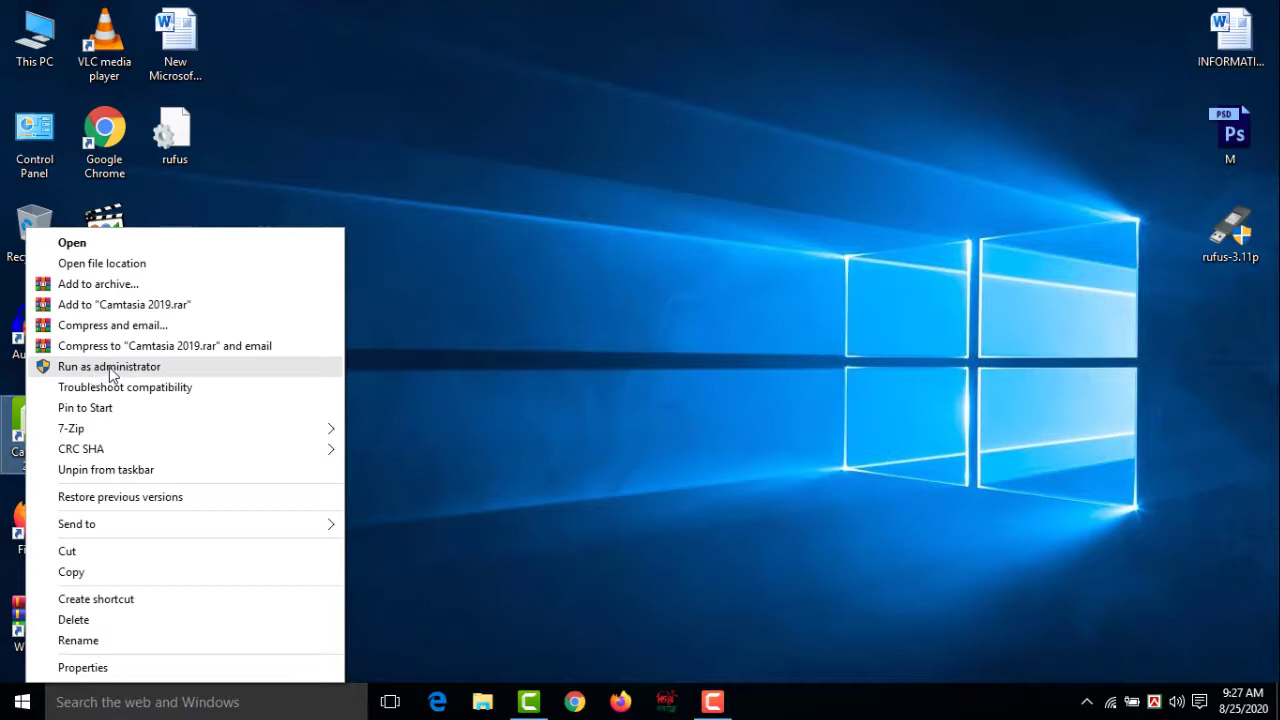 This PC
VLC media
player
New
Microsof...
INFORMATI...
Control
Panel
Google
Chrome
rufus
PSD
Ps
M
rufus-3.11p
Open
Open file location
Add to archive...
Add to "Camtasia 2019.rar"
Compress and email...
Compress to "Camtasia 2019.rar" and email
Run as administrator
Troubleshoot compatibility
Pin to Start
7-Zip
CRC SHA
Unpin from taskbar
Restore previous versions
Send to
Cut
Copy
Create shortcut
Delete
Rename
Properties
Search the web and Windows
9:27 AM
8/25/2020